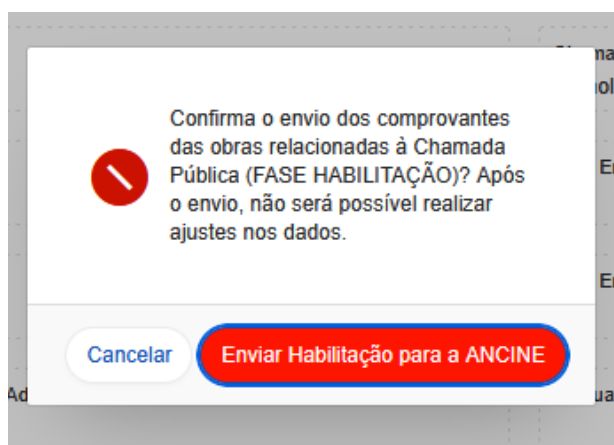 Confirma o envio dos comprovantes
das obras relacionadas à Chamada
Pública (FASE HABILITAÇÃO)? Após
o envio, não será possível realizar
ajustes nos dados.
Cancelar
Enviar Habilitação para a ANCINE
Ad